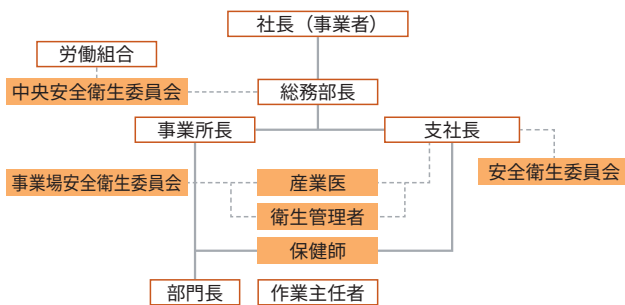 社長（事業者）
労働組合
中央安全衛生委員会
総務部長
事業所長
支社長
事業場安全衛生委員会
産業医
安全衛生委員会
衛生管理者
保健師
部門長
作業主任者